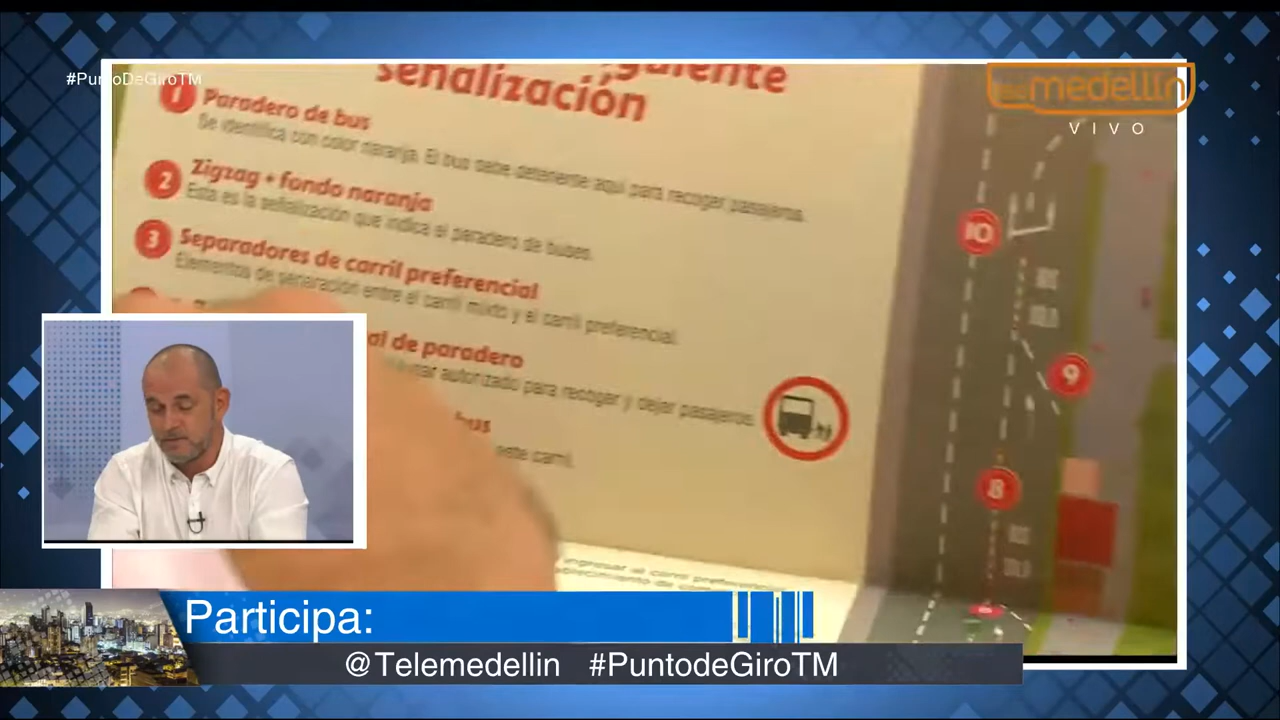 #PuntoDeGiroTM
telemedellín
VIVO
señalización
1 Paradero de bus
Se identifica con color naranja. El bus debe detenerse aquí para recoger pasajeros.
2 Zigzag + fondo naranja
Esta es la señalización que indica el paradero de buses.
3 Separadores de carril preferencial
Elementos de separación entre el carril mixto y el carril preferencial.
al de paradero
autorizado para recoger y dejar pasajeros.
bus
este carril.
10
9
8
Participa:
@Telemedellin #PuntodeGiroTM